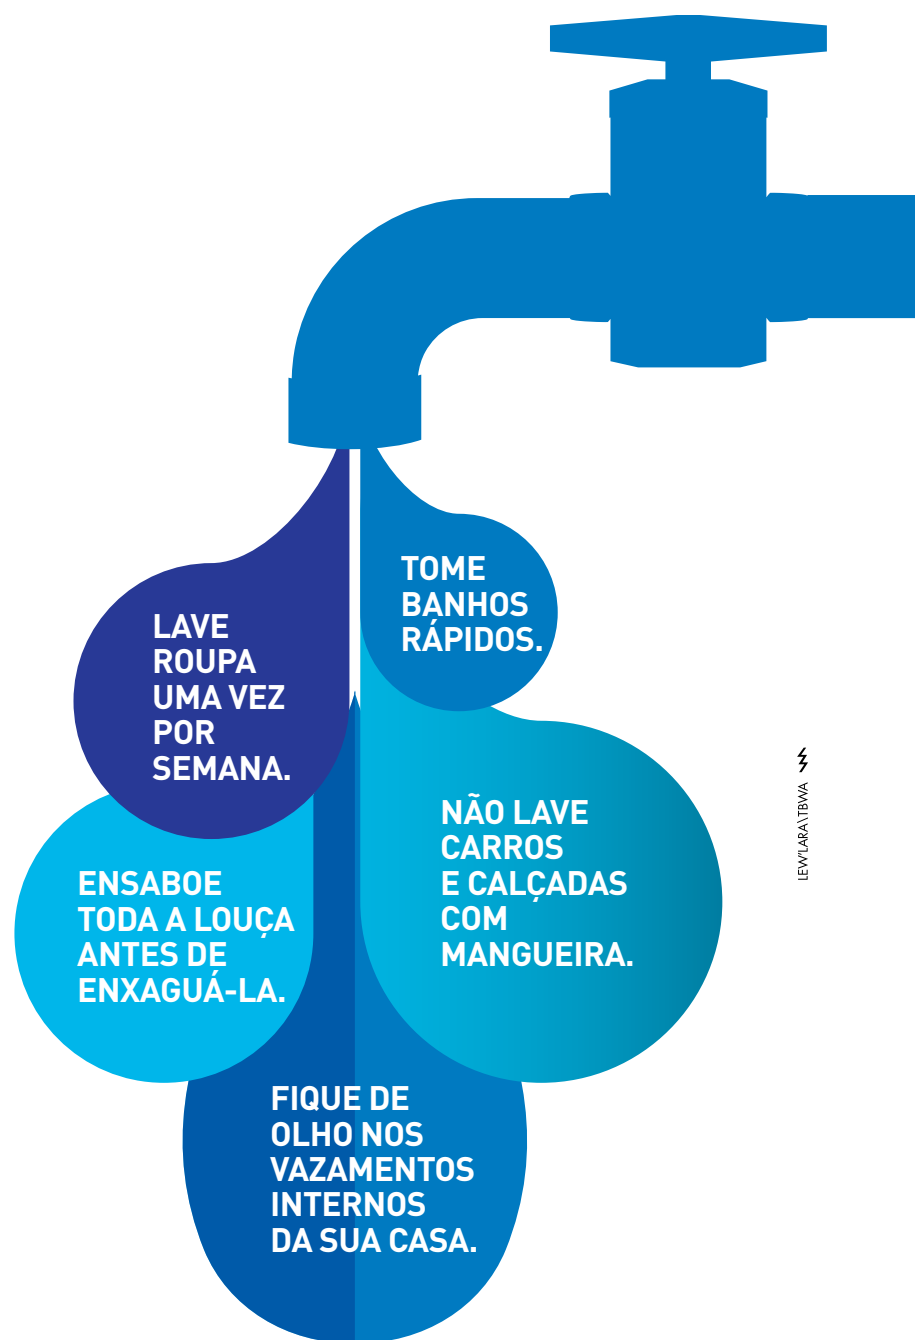 TOME
BANHOS
RÁPIDOS.
LAVE
ROUPA
UMA VEZ
POR
SEMANA.
NÃO LAVE
CARROS
E CALÇADAS
COM
MANGUEIRA.
ENSABOE
TODA A LOUÇA
ANTES DE
ENXAGUÁ-LA.
FIQUE DE
OLHO NOS
VAZAMENTOS
INTERNOS
DA SUA CASA.
LEW'LARA\TBWA